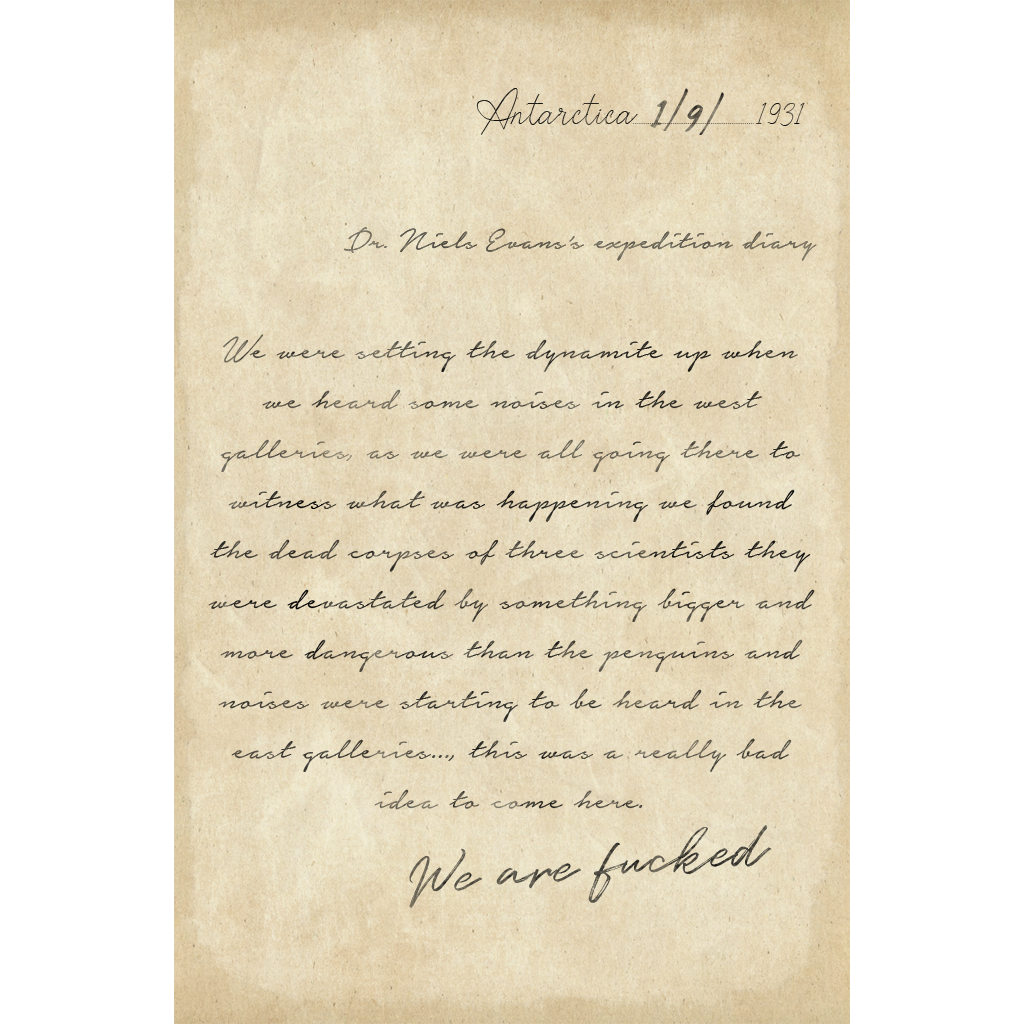 Antarctica 1/9/ 1931
Dr. Niels Evans's expedition diary
We were setting the dynamite up when
we heard some noises in the west
galleries, as we were all going there to
witness what was happening we found
the dead corpses of three scientists they
were devastated by something bigger and
more dangerous than the penguins and
noises were starting to be heard in the
east galleries..., this was a really bad
idea to come here.
We are fucked